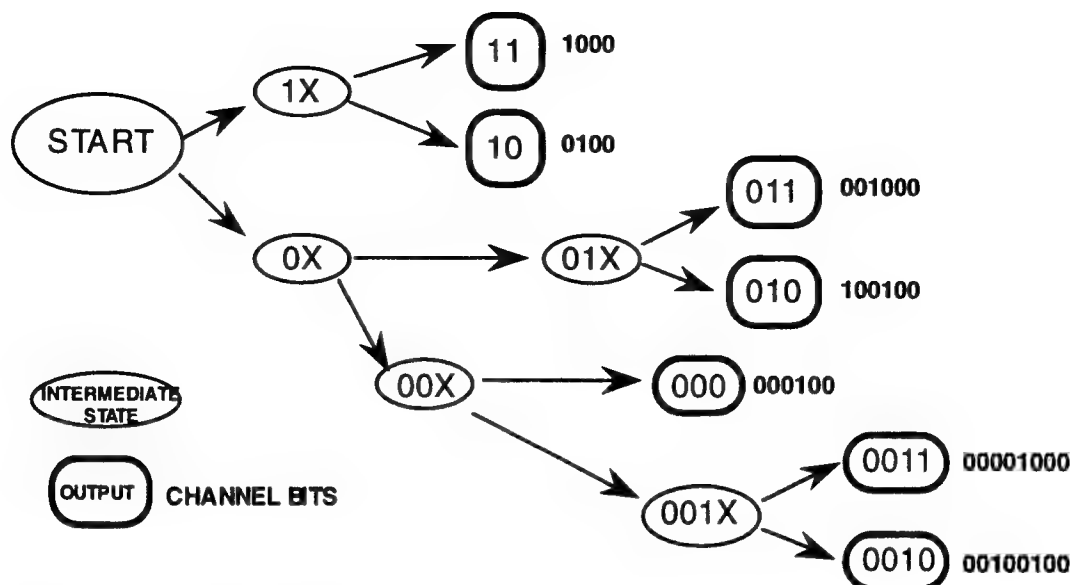 11 1000
1X
START
10 0100
011 001000
0X
01X
010 100100
00X
000 000100
INTERMEDIATE
STATE
0011 00001000
OUTPUT CHANNEL BITS
001X
0010 00100100